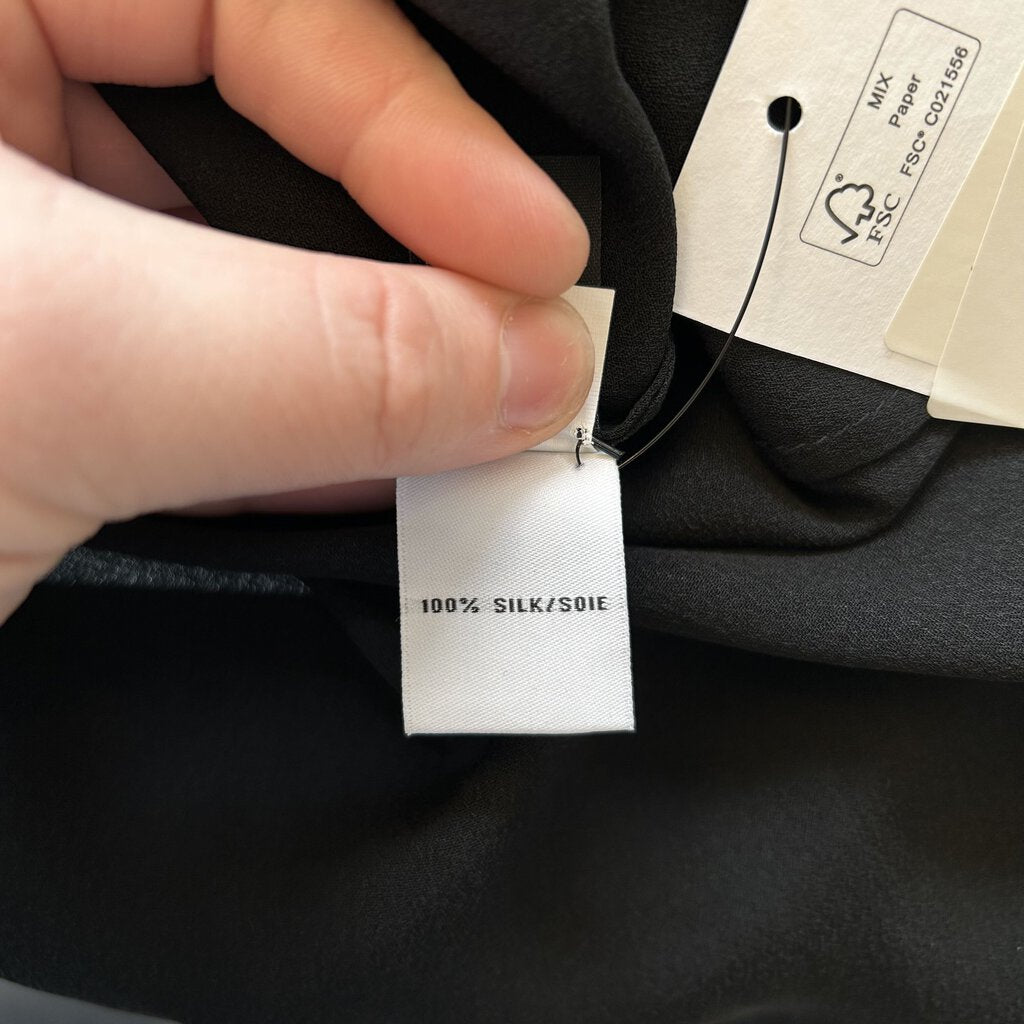 MIX
Paper
FSC® C021556
®
FSC
100% SILK/SOIE